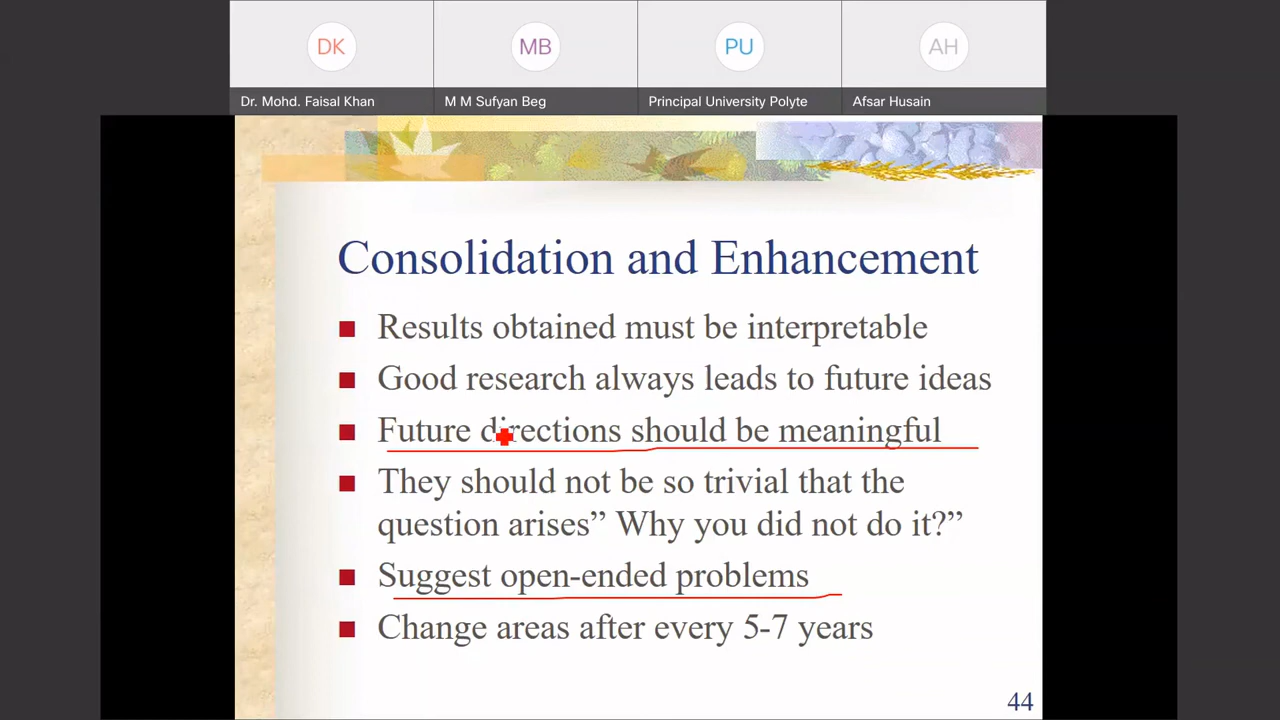 DK MB PU AH
Dr. Mohd. Faisal Khan M M Sufyan Beg Principal University Polyte Afsar Husain
Consolidation and Enhancement
Results obtained must be interpretable
Good research always leads to future ideas
Future directions should be meaningful
They should not be so trivial that the
question arises” Why you did not do it?”
Suggest open-ended problems
Change areas after every 5-7 years
44